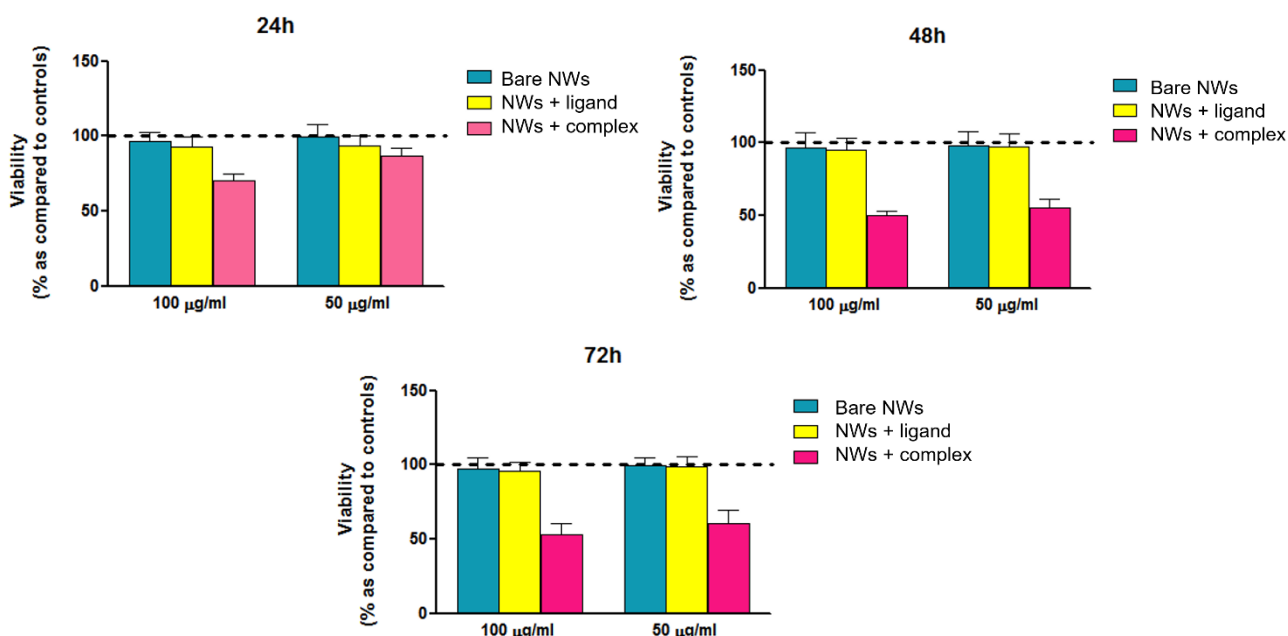 24h
Viability
(% as compared to controls)
150
100
50
0
100 μg/ml
50 μg/ml
Bare NWs
NWs + ligand
NWs + complex
48h
Viability
(% as compared to controls)
150
100
50
0
100 μg/ml
50 μg/ml
Bare NWs
NWs + ligand
NWs + complex
72h
Viability
(% as compared to controls)
150
100
50
0
100 μg/ml
50 μg/ml
Bare NWs
NWs + ligand
NWs + complex